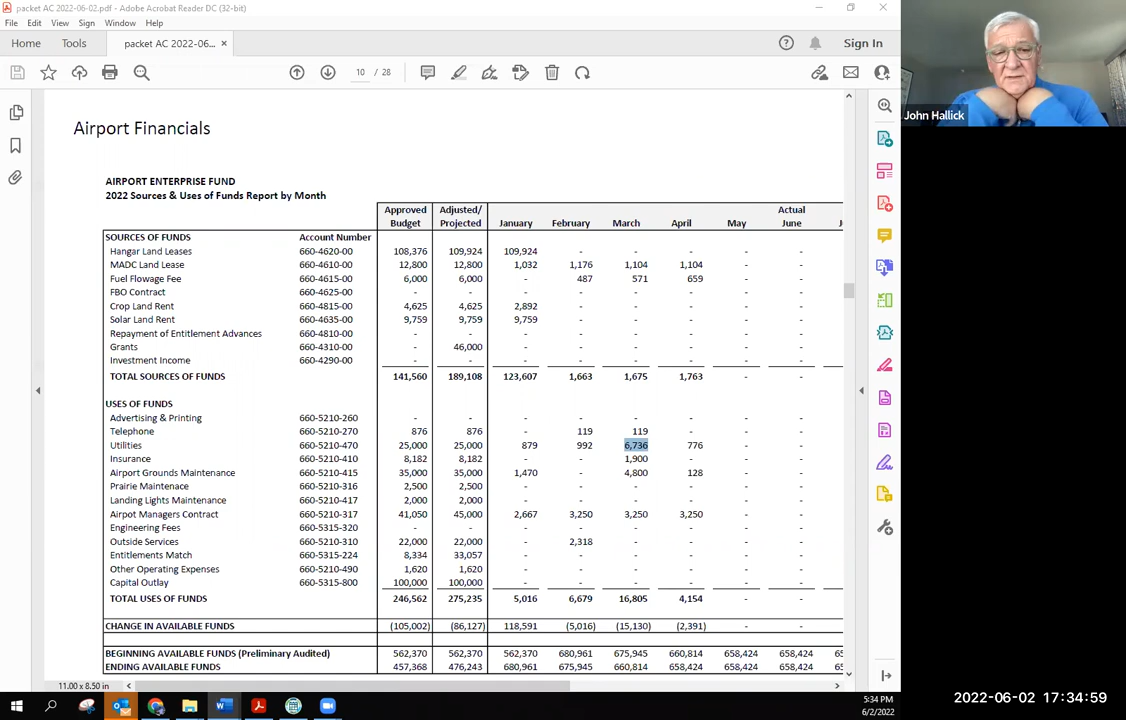 packet AC 2022-06-02.pdf - Adobe Acrobat Reader DC (32-bit)
File Edit View Sign Window Help
Home Tools packet AC 2022-06... × Sign In
10 / 28
Airport Financials
AIRPORT ENTERPRISE FUND
2022 Sources & Uses of Funds Report by Month
Approved Adjusted/ Actual
Budget Projected January February March April May June
SOURCES OF FUNDS Account Number
Hangar Land Leases 660-4620-00 108,376 109,924 109,924 - - - - -
MADC Land Lease 660-4610-00 12,800 12,800 1,032 1,176 1,104 1,104 - -
Fuel Flowage Fee 660-4615-00 6,000 6,000 - 487 571 659 - -
FBO Contract 660-4625-00 - - - - - - - -
Crop Land Rent 660-4815-00 4,625 4,625 2,892 - - - - -
Solar Land Rent 660-4635-00 9,759 9,759 9,759 - - - - -
Repayment of Entitlement Advances 660-4810-00 - - - - - - - -
Grants 660-4310-00 - 46,000 - - - - - -
Investment Income 660-4290-00 - - - - - - - -
TOTAL SOURCES OF FUNDS 141,560 189,108 123,607 1,663 1,675 1,763 - -
USES OF FUNDS
Advertising & Printing 660-5210-260 - - - - - - - -
Telephone 660-5210-270 876 876 - 119 119 - - -
Utilities 660-5210-470 25,000 25,000 879 992 6,736 776 - -
Insurance 660-5210-410 8,182 8,182 - - 1,900 - - -
Airport Grounds Maintenance 660-5210-415 35,000 35,000 1,470 - 4,800 128 - -
Prairie Maintenace 660-5210-316 2,500 2,500 - - - - - -
Landing Lights Maintenance 660-5210-417 2,000 2,000 - - - - - -
Airpot Managers Contract 660-5210-317 41,050 45,000 2,667 3,250 3,250 3,250 - -
Engineering Fees 660-5315-320 - - - - - - - -
Outside Services 660-5210-310 22,000 22,000 - 2,318 - - - -
Entitlements Match 660-5315-224 8,334 33,057 - - - - - -
Other Operating Expenses 660-5210-490 1,620 1,620 - - - - - -
Capital Outlay 660-5315-800 100,000 100,000 - - - - - -
TOTAL USES OF FUNDS 246,562 275,235 5,016 6,679 16,805 4,154 - -
CHANGE IN AVAILABLE FUNDS (105,002) (86,127) 118,591 (5,016) (15,130) (2,391) - -
BEGINNING AVAILABLE FUNDS (Preliminary Audited) 562,370 562,370 562,370 680,961 675,945 660,814 658,424 658,424
ENDING AVAILABLE FUNDS 457,368 476,243 680,961 675,945 660,814 658,424 658,424 658,424
11.00 x 8.50 in
5:34 PM
6/2/2022
John Hallick
2022-06-02 17:34:59